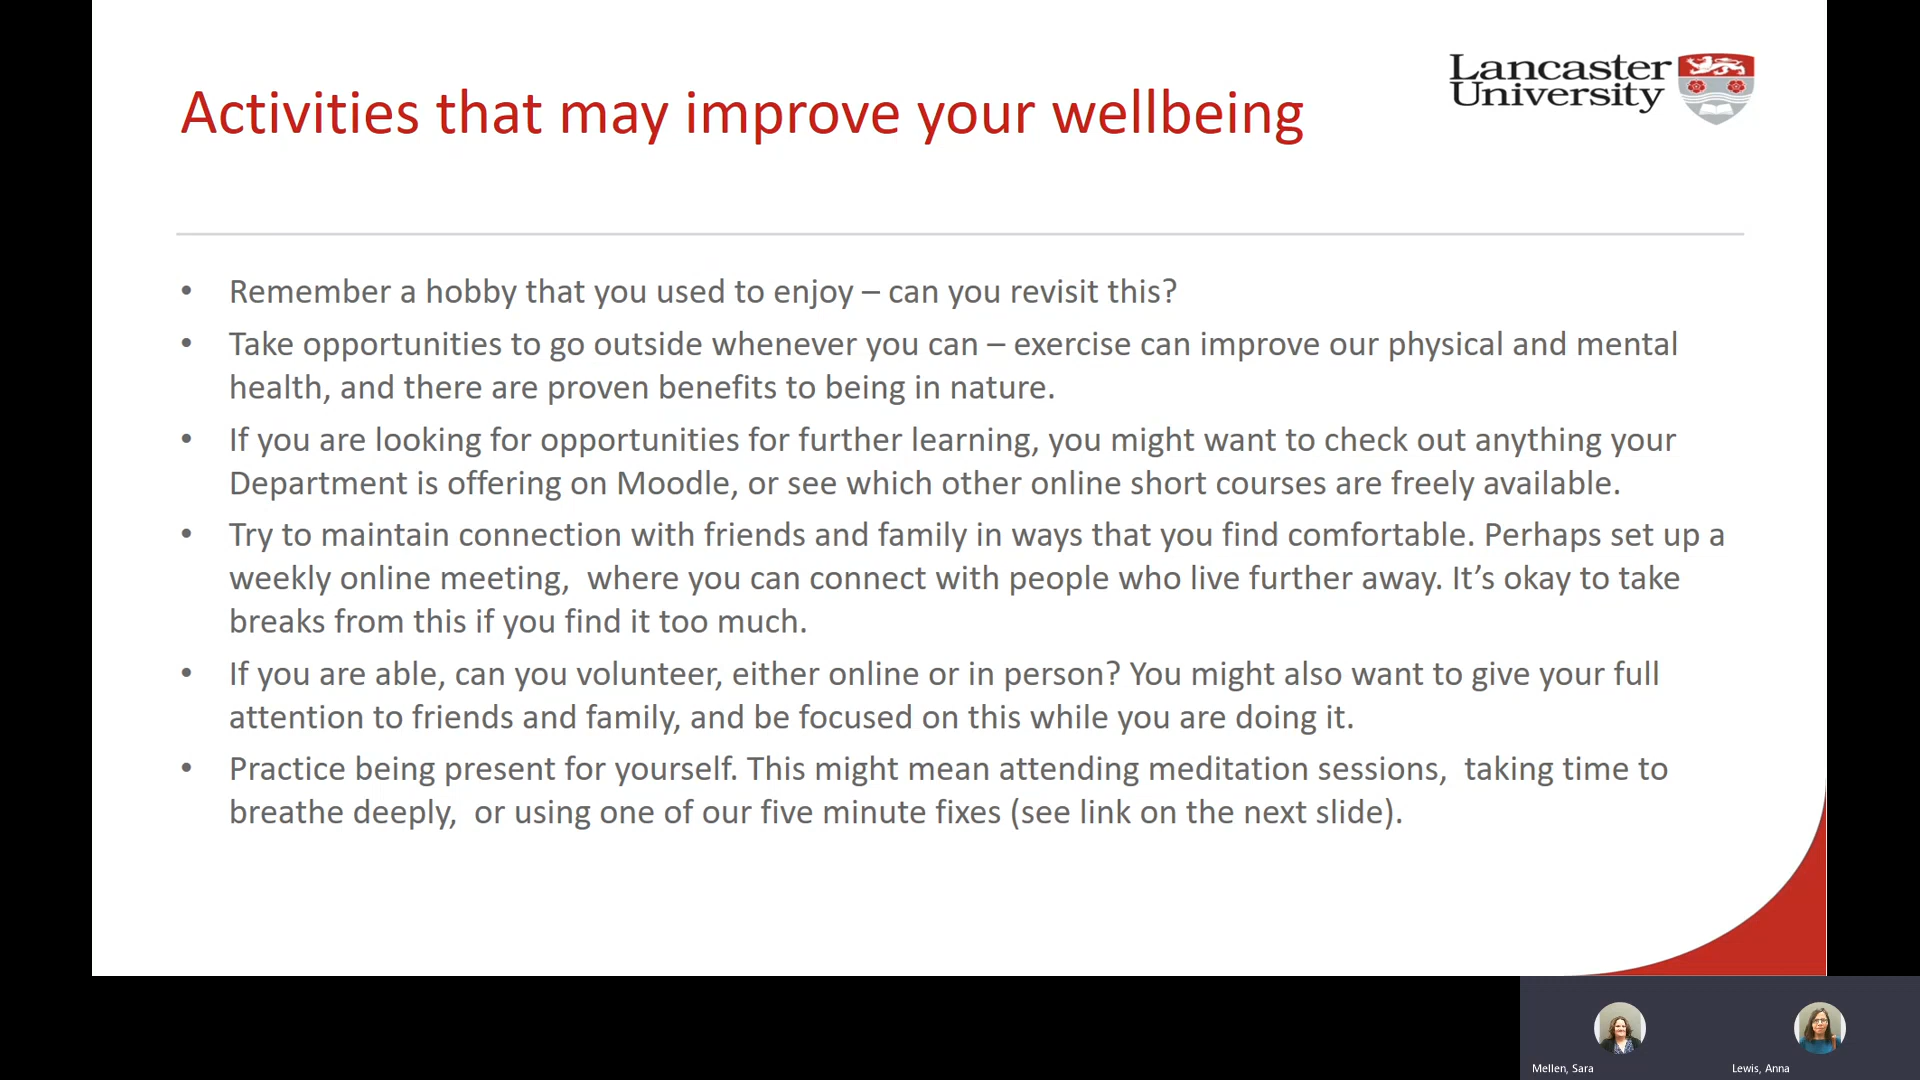 Lancaster
University
Activities that may improve your wellbeing
• Remember a hobby that you used to enjoy – can you revisit this?
• Take opportunities to go outside whenever you can – exercise can improve our physical and mental
health, and there are proven benefits to being in nature.
• If you are looking for opportunities for further learning, you might want to check out anything your
Department is offering on Moodle, or see which other online short courses are freely available.
• Try to maintain connection with friends and family in ways that you find comfortable. Perhaps set up a
weekly online meeting,  where you can connect with people who live further away. It’s okay to take
breaks from this if you find it too much.
• If you are able, can you volunteer, either online or in person? You might also want to give your full
attention to friends and family, and be focused on this while you are doing it.
• Practice being present for yourself. This might mean attending meditation sessions,  taking time to
breathe deeply,  or using one of our five minute fixes (see link on the next slide).
Mellen, Sara
Lewis, Anna